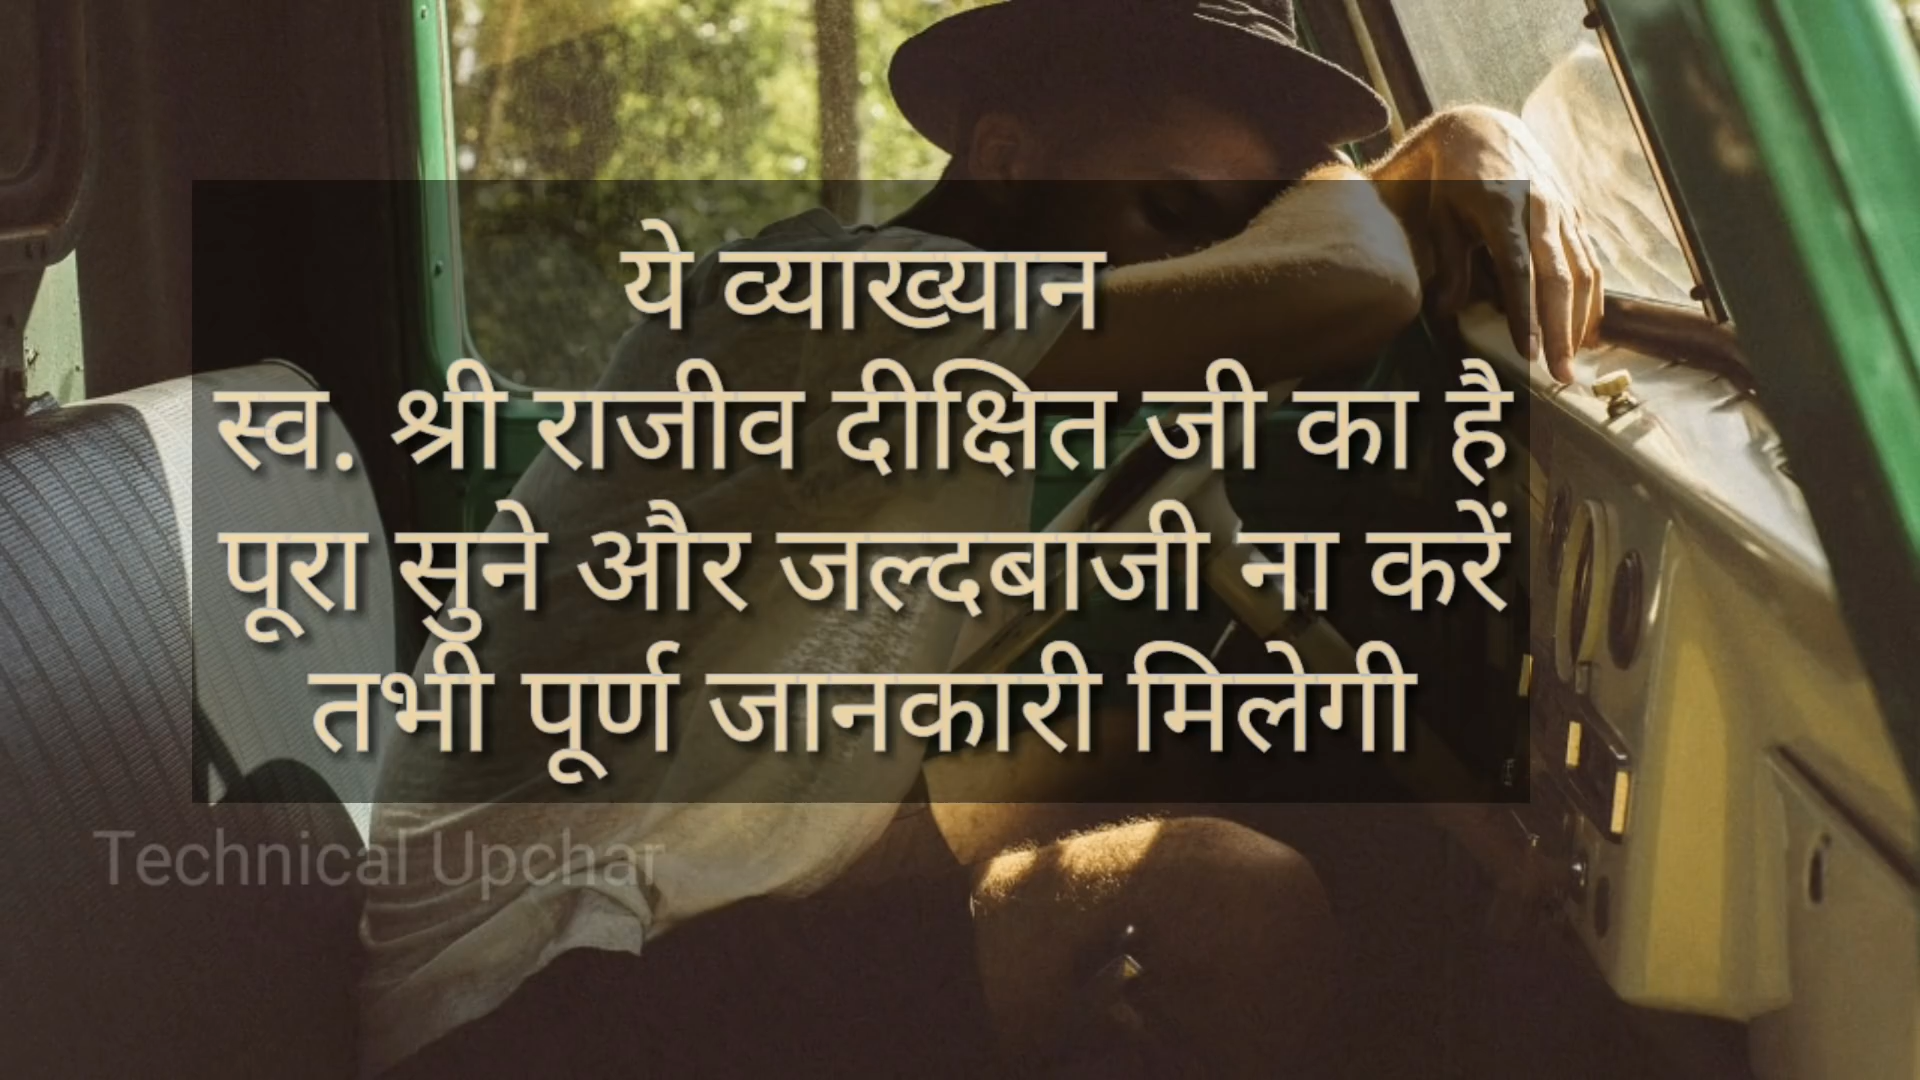 ये व्याख्यान
स्व. श्री राजीव दीक्षित जी का है
पूरा सुने और जल्दबाजी ना करें
तभी पूर्ण जानकारी मिलेगी
Technical Upchar